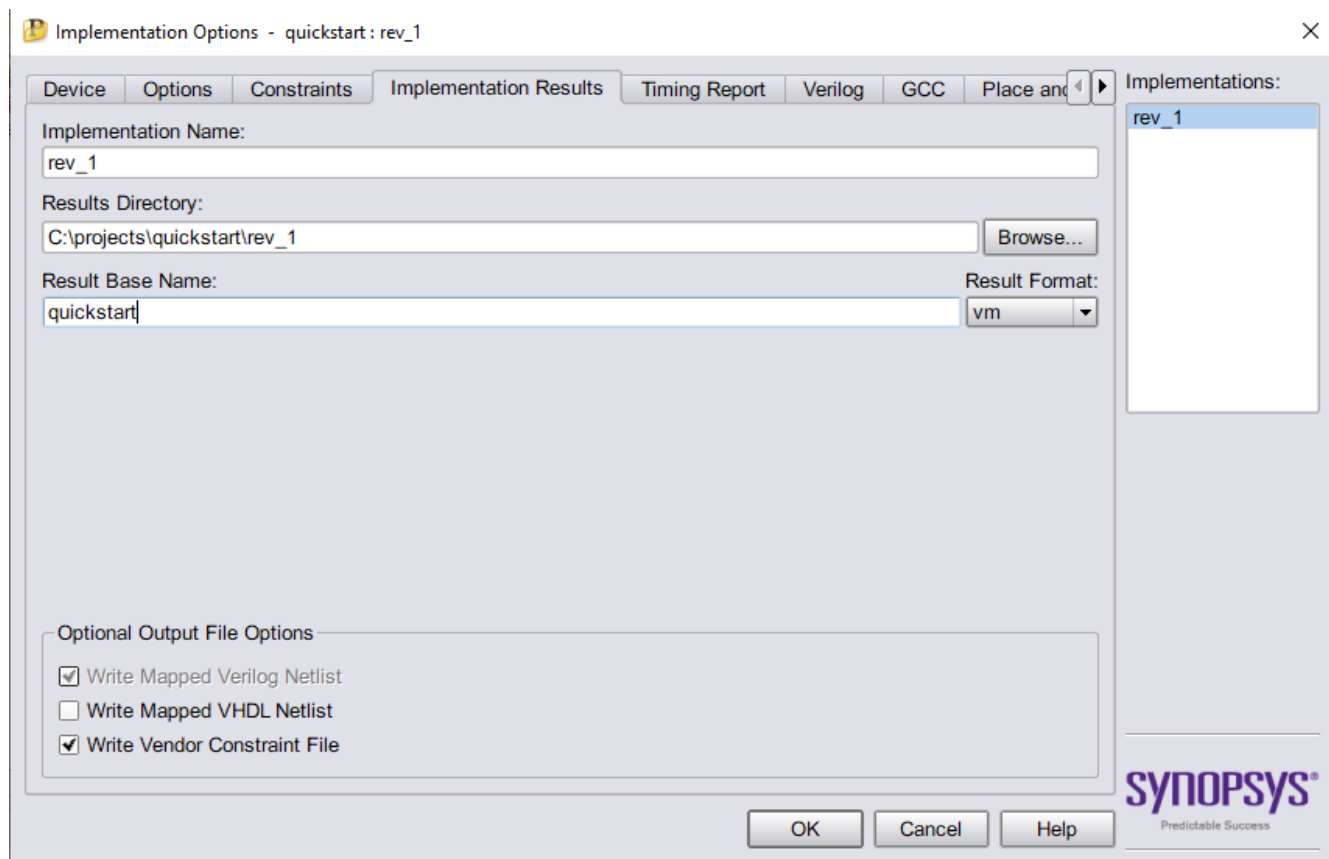 Implementation Options - quickstart : rev_1
Device Options Constraints Implementation Results Timing Report Verilog GCC Place and
Implementations:
rev_1
Implementation Name:
rev_1
Results Directory:
C:\projects\quickstart\rev_1 Browse...
Result Base Name: Result Format:
quickstart vm
Optional Output File Options
Write Mapped Verilog Netlist
Write Mapped VHDL Netlist
Write Vendor Constraint File
OK Cancel Help
SYNOPSYS®
Predictable Success